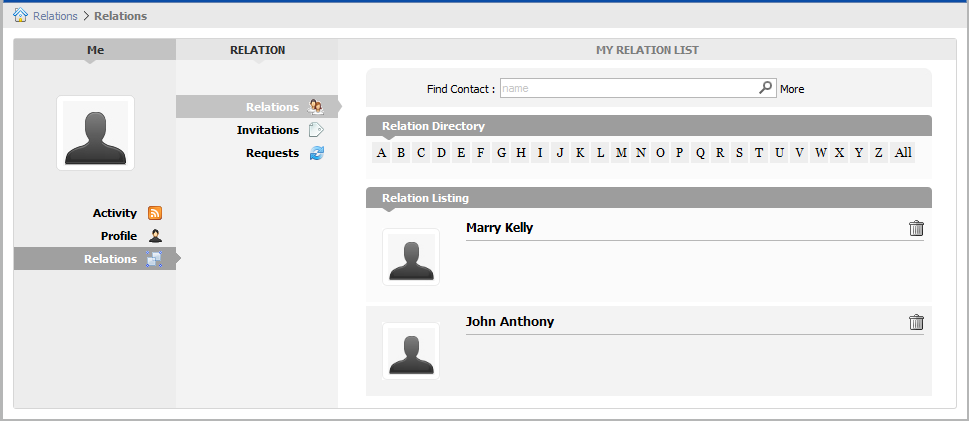 Relations > Relations
Me
RELATION
MY RELATION LIST
Relations
Invitations
Requests
Activity
Profile
Relations
Find Contact : name More
Relation Directory
A B C D E F G H I J K L M N O P Q R S T U V W X Y Z All
Relation Listing
Marry Kelly
John Anthony